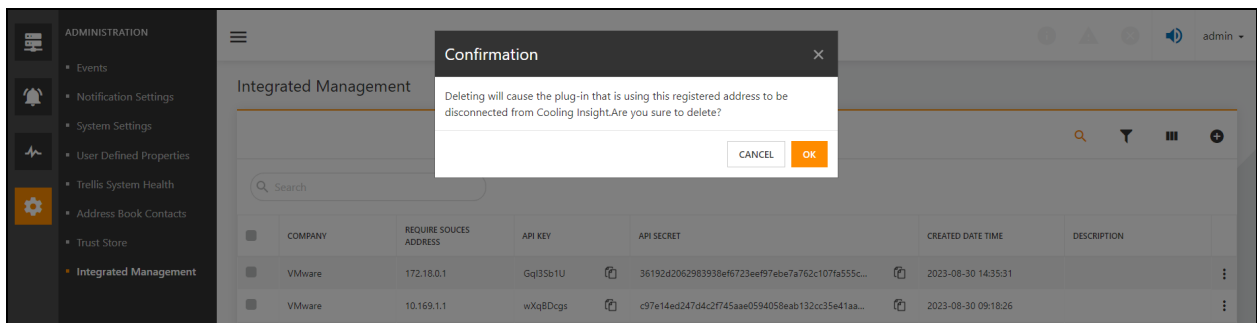 ADMINISTRATION
Events
Notification Settings
System Settings
User Defined Properties
Trellis System Health
Address Book Contacts
Trust Store
Integrated Management
admin
Integrated Management
Confirmation
Deleting will cause the plug-in that is using this registered address to be
disconnected from Cooling Insight.Are you sure to delete?
CANCEL OK
Search
COMPANY REQUIRE SOUCES ADDRESS API KEY API SECRET CREATED DATE TIME DESCRIPTION
VMware 172.18.0.1 GqI3Sb1U 36192d2062983938ef6723eef97ebe7a762c107fa555c... 2023-08-30 14:35:31
VMware 10.169.1.1 wXqBDcgs c97e14ed247d4c2f745aae0594058eab132cc35e41aa... 2023-08-30 09:18:26